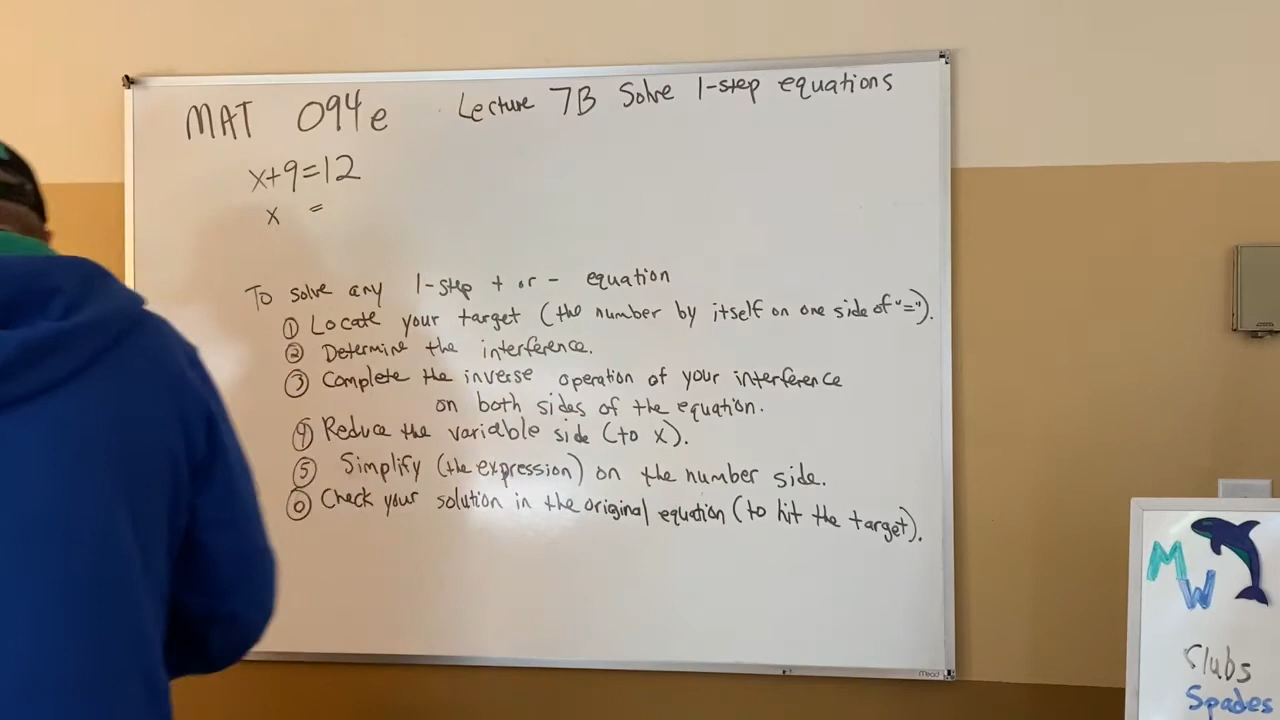 MAT 094e Lecture 7B Solve 1-step equations
x+9=12
x =
To solve any 1-step + or - equation
① Locate your target (the number by itself on one side of "=").
② Determine the interference.
③ Complete the inverse operation of your interference
on both sides of the equation.
④ Reduce the variable side (to x).
⑤ Simplify (the expression) on the number side.
⑥ Check your solution in the original equation (to hit the target).
Mead
M
W
Clubs
Spades